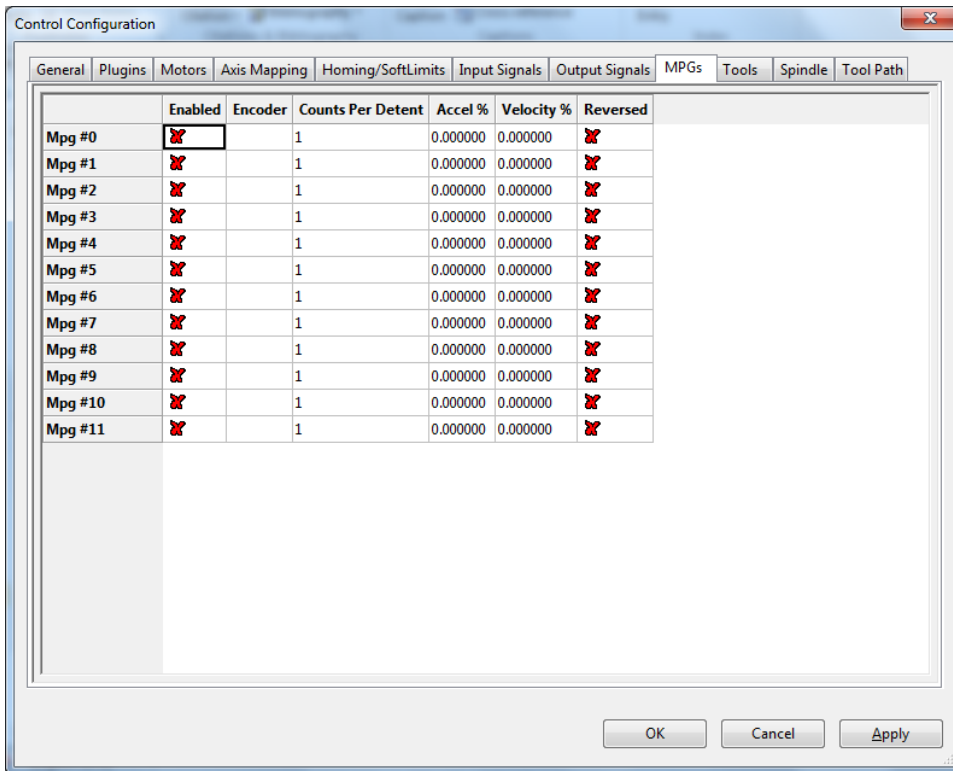 Control Configuration
General Plugins Motors Axis Mapping Homing/SoftLimits Input Signals Output Signals MPGs Tools Spindle Tool Path
Enabled Encoder Counts Per Detent Accel % Velocity % Reversed
Mpg #0 1 0.000000 0.000000
Mpg #1 1 0.000000 0.000000
Mpg #2 1 0.000000 0.000000
Mpg #3 1 0.000000 0.000000
Mpg #4 1 0.000000 0.000000
Mpg #5 1 0.000000 0.000000
Mpg #6 1 0.000000 0.000000
Mpg #7 1 0.000000 0.000000
Mpg #8 1 0.000000 0.000000
Mpg #9 1 0.000000 0.000000
Mpg #10 1 0.000000 0.000000
Mpg #11 1 0.000000 0.000000
OK Cancel Apply